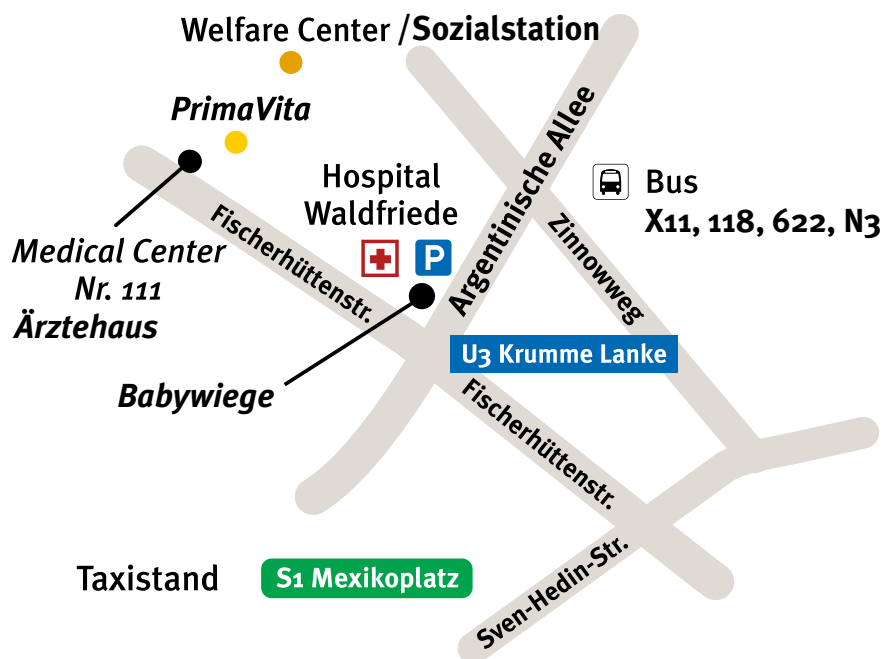 Welfare Center /Sozialstation
PrimaVita
Hospital
Waldfriede
P
Argentinische Allee
Bus
X11, 118, 622, N3
Fischerhüttenstr.
Zinnowweg
Medical Center
Nr. 111
Ärztehaus
U3 Krumme Lanke
Babywiege
Fischerhüttenstr.
Taxistand
S1 Mexikoplatz
Sven-Hedin-Str.